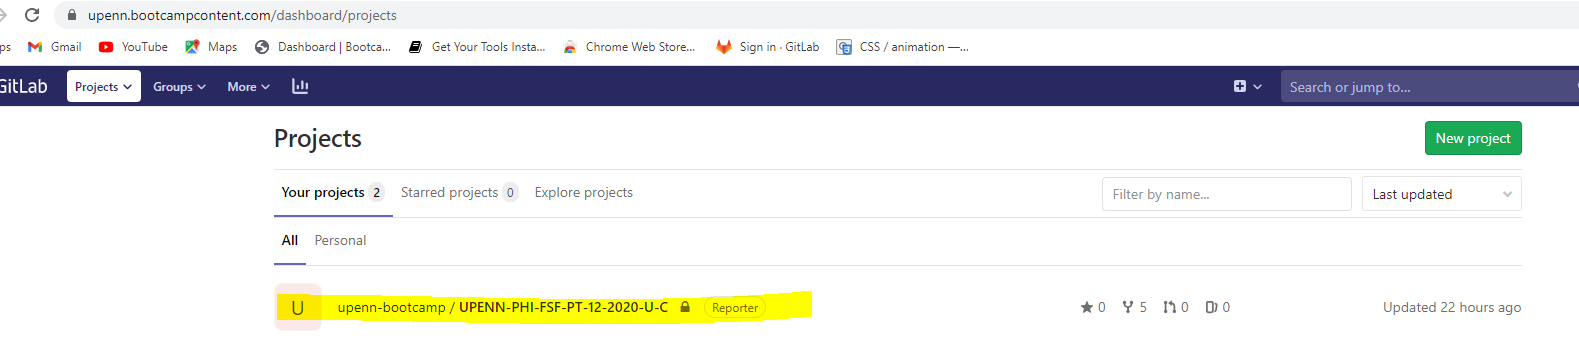 upenn.bootcampcontent.com/dashboard/projects
ps Gmail YouTube Maps Dashboard | Bootca... Get Your Tools Insta... Chrome Web Store... Sign in · GitLab CSS / animation —...
GitLab Projects Groups More Search or jump to...
Projects New project
Your projects 2 Starred projects 0 Explore projects Filter by name... Last updated
All Personal
U upenn-bootcamp / UPENN-PHI-FSF-PT-12-2020-U-C Reporter 0 5 0 0 Updated 22 hours ago